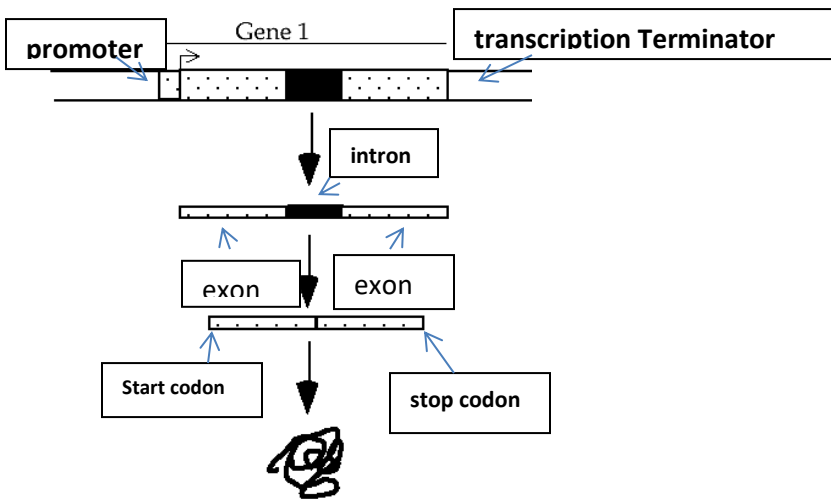 promoter
Gene 1
transcription Terminator
intron
exon
exon
Start codon
stop codon